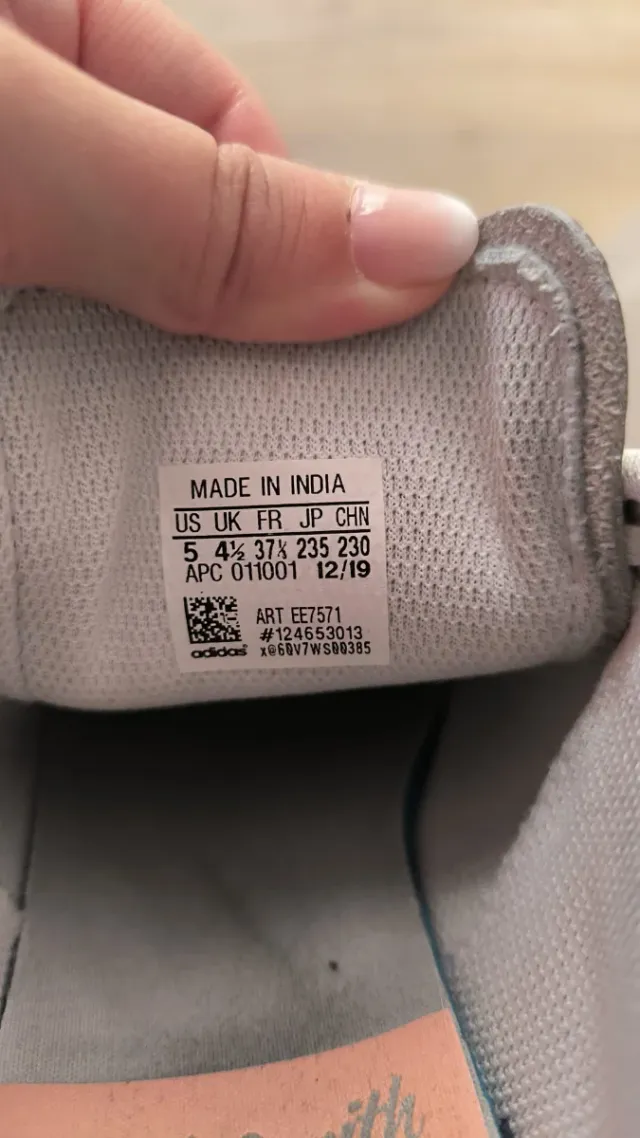 MADE IN INDIA
US UK FR JP CHN
5 4½ 37⅓ 235 230
APC 011001 12/19
ART EE7571
#124653013
adidas x@60V7WS00385